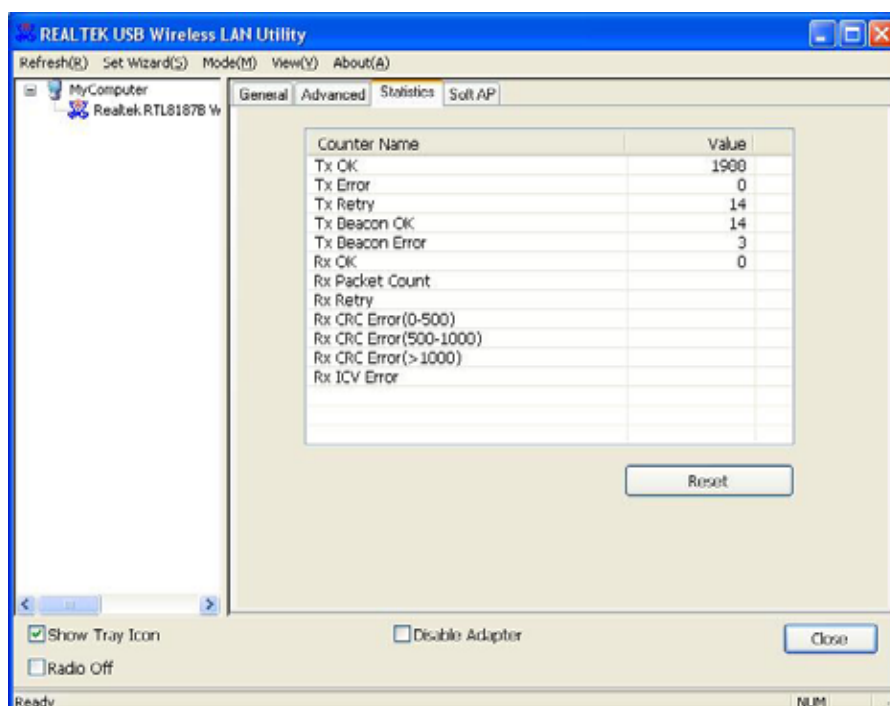 REALTEK USB Wireless LAN Utility
Refresh(R) Set Wizard(S) Mode(M) View(V) About(A)
MyComputer
Realtek RTL8187B W
General Advanced Statistics Soft AP
Counter Name Value
Tx OK 1988
Tx Error 0
Tx Retry 14
Tx Beacon OK 14
Tx Beacon Error 3
Rx OK 0
Rx Packet Count
Rx Retry
Rx CRC Error(0-500)
Rx CRC Error(500-1000)
Rx CRC Error(>1000)
Rx ICV Error
Reset
Show Tray Icon
Disable Adapter
Close
Radio Off
Ready NUM